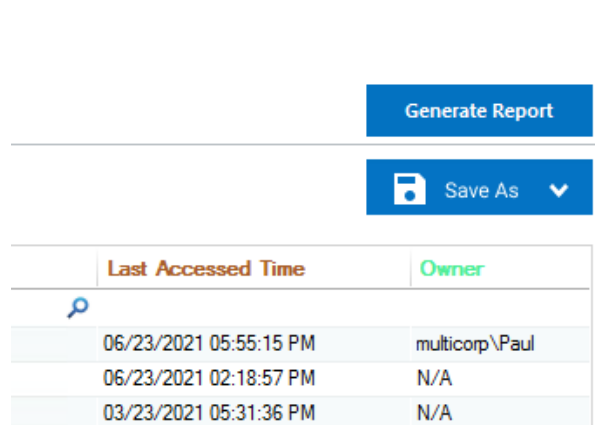 Generate Report
Save As
Last Accessed Time Owner
06/23/2021 05:55:15 PM multicorp\Paul
06/23/2021 02:18:57 PM N/A
03/23/2021 05:31:36 PM N/A